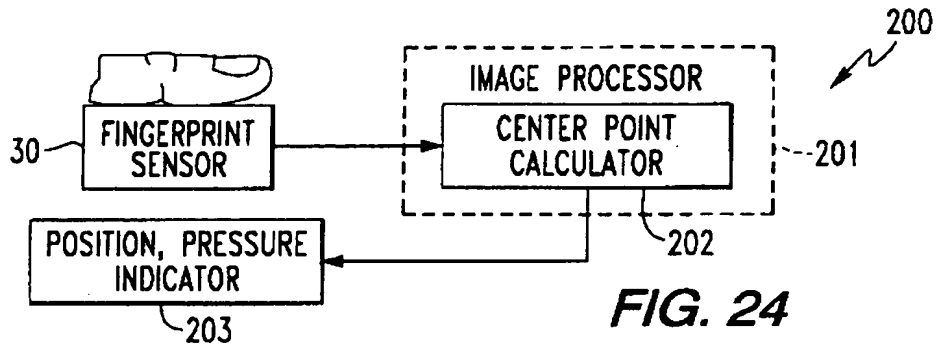 200
IMAGE PROCESSOR
30
FINGERPRINT
SENSOR
CENTER POINT
CALCULATOR
201
202
POSITION, PRESSURE
INDICATOR
203
FIG. 24